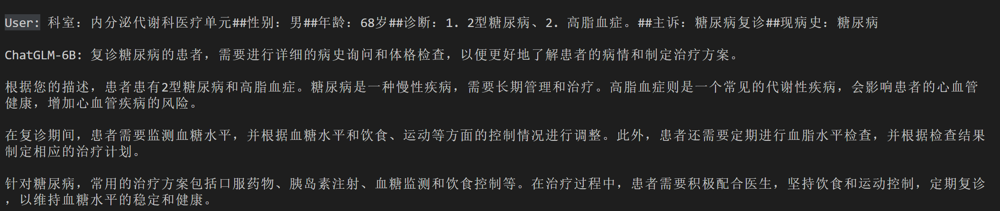 User: 科室：内分泌代谢科医疗单元##性别：男##年龄：68岁##诊断：1. 2型糖尿病、2. 高脂血症。##主诉：糖尿病复诊##现病史：糖尿病
ChatGLM-6B: 复诊糖尿病的患者，需要进行详细的病史询问和体格检查，以便更好地了解患者的病情和制定治疗方案。
根据您的描述，患者患有2型糖尿病和高脂血症。糖尿病是一种慢性疾病，需要长期管理和治疗。高脂血症则是一个常见的代谢性疾病，会影响患者的心血管
健康，增加心血管疾病的风险。
在复诊期间，患者需要监测血糖水平，并根据血糖水平和饮食、运动等方面的控制情况进行调整。此外，患者还需要定期进行血脂水平检查，并根据检查结果
制定相应的治疗计划。
针对糖尿病，常用的治疗方案包括口服药物、胰岛素注射、血糖监测和饮食控制等。在治疗过程中，患者需要积极配合医生，坚持饮食和运动控制，定期复诊
，以维持血糖水平的稳定和健康。